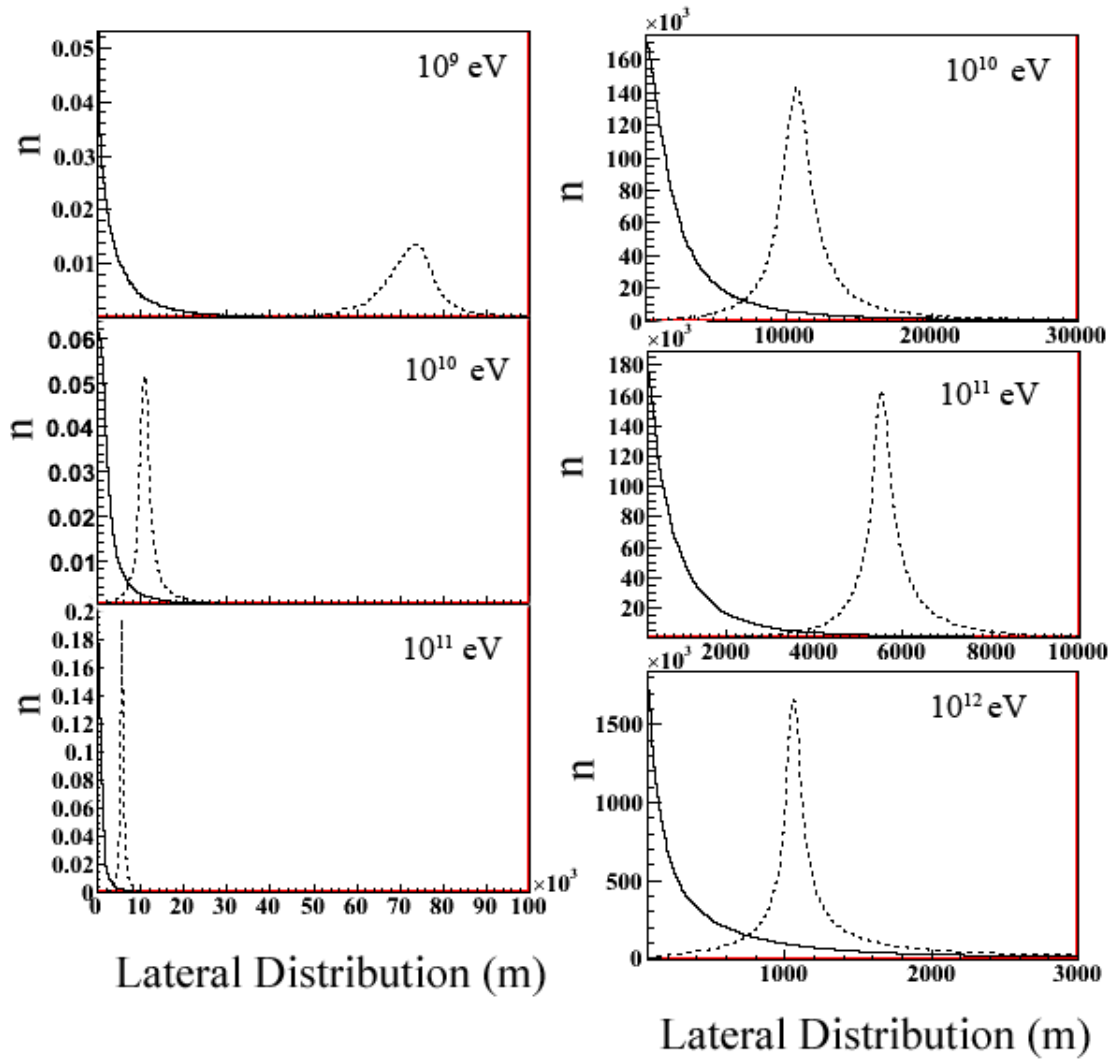 0.05
0.04
0.03
0.02
0.01
n
10⁹ eV
0.06
0.05
0.04
0.03
0.02
0.01
n
10¹⁰ eV
0.2
0.18
0.16
0.14
0.12
0.1
0.08
0.06
0.04
0.02
0
n
10¹¹ eV
0 10 20 30 40 50 60 70 80 90 100
×10³
Lateral Distribution (m)
×10³
160
140
120
100
80
60
40
20
0
n
10¹⁰ eV
10000 20000 30000
×10³
180
160
140
120
100
80
60
40
20
n
10¹¹ eV
2000 4000 6000 8000 10000
×10³
1500
1000
500
0
n
10¹² eV
1000 2000 3000
Lateral Distribution (m)